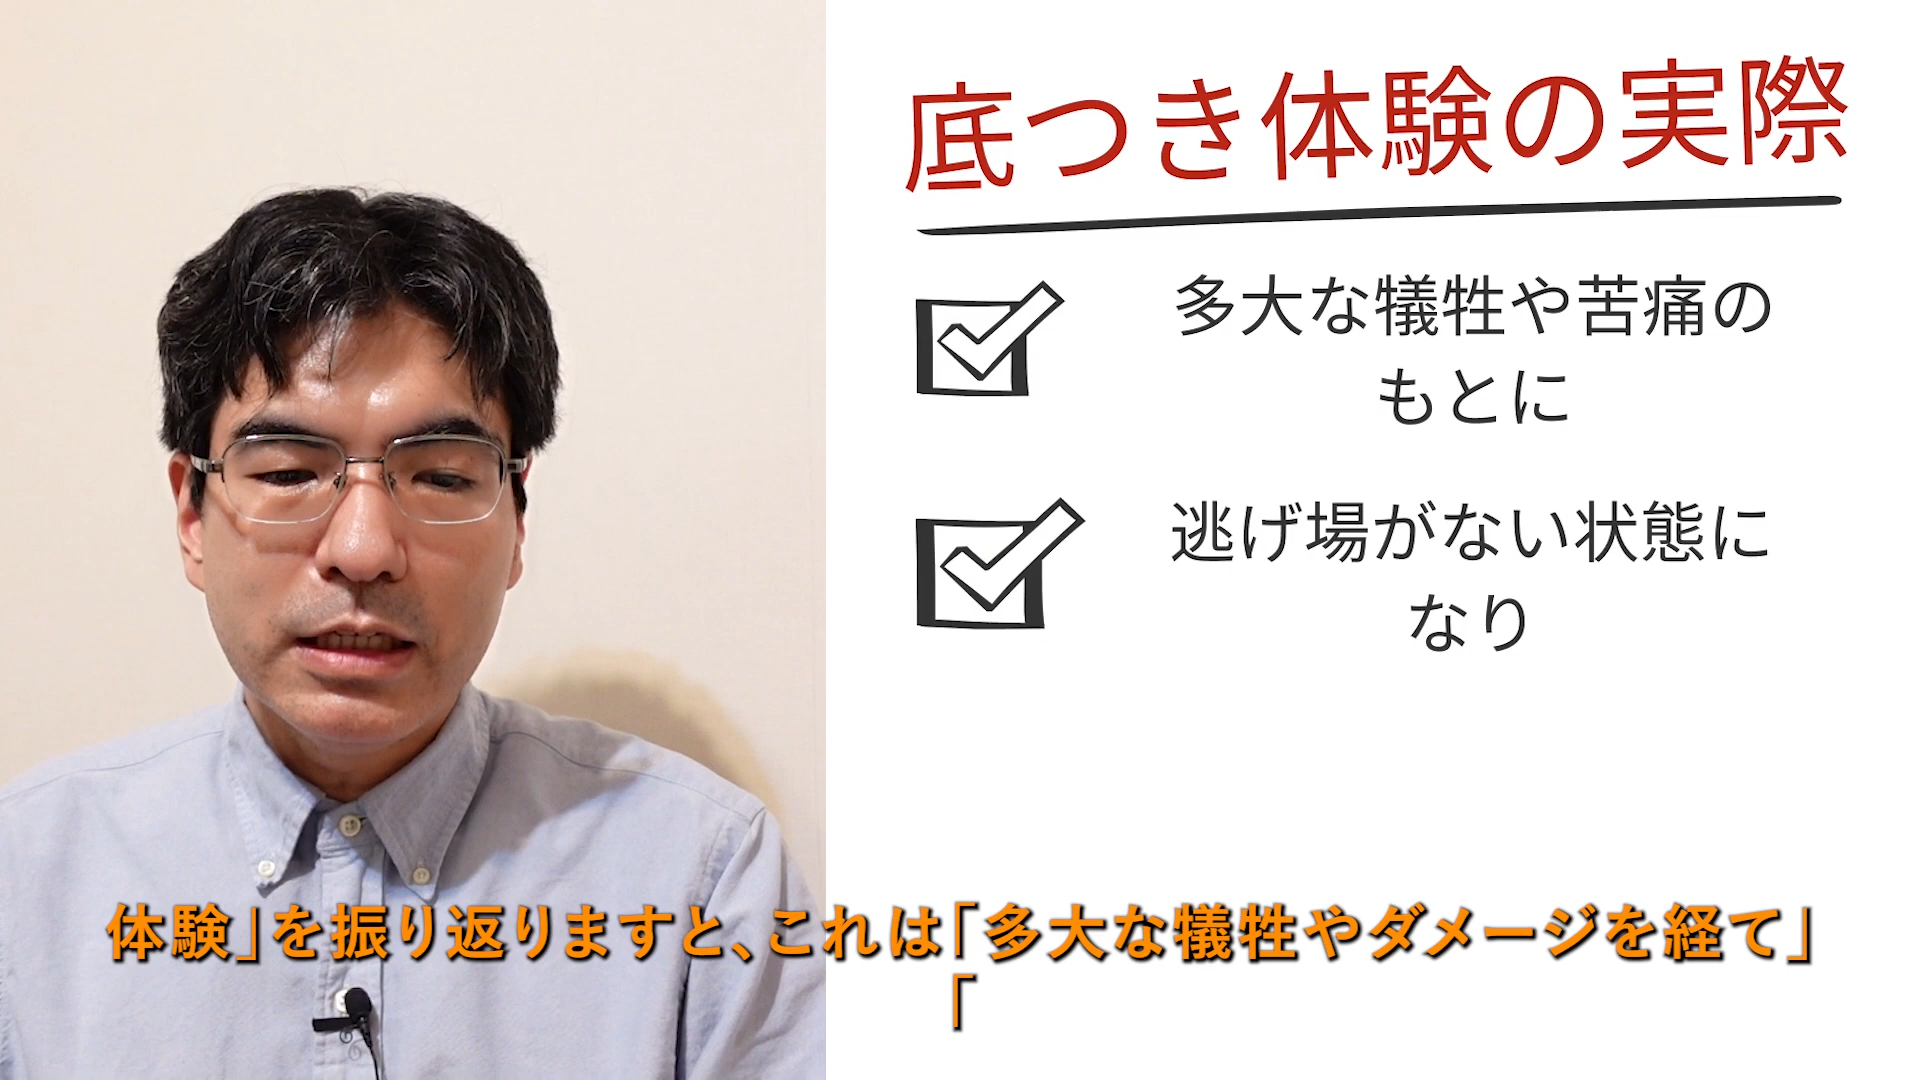 底つき体験の実際
多大な犠牲や苦痛の
もとに
逃げ場がない状態に
なり
体験」を振り返りますと、これは「多大な犠牲やダメージを経て」
「